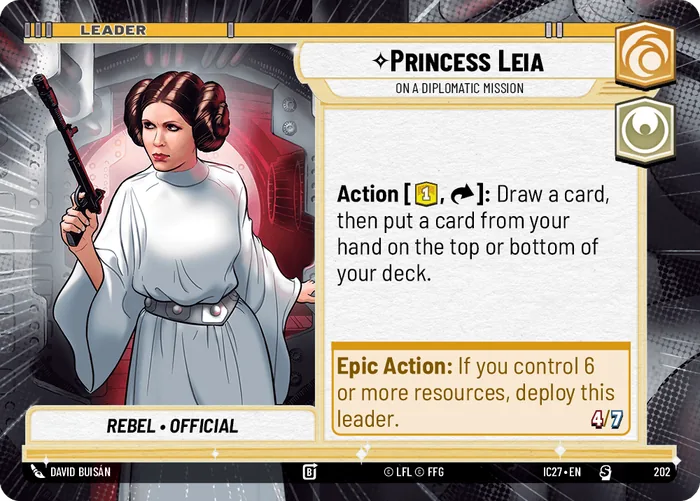 LEADER
PRINCESS LEIA
ON A DIPLOMATIC MISSION
Action [1, ]: Draw a card,
then put a card from your
hand on the top or bottom of
your deck.
Epic Action: If you control 6
or more resources, deploy this
leader.
4/7
REBEL • OFFICIAL
DAVID BUISÁN
B
© LFL © FFG
IC27•EN
S
202